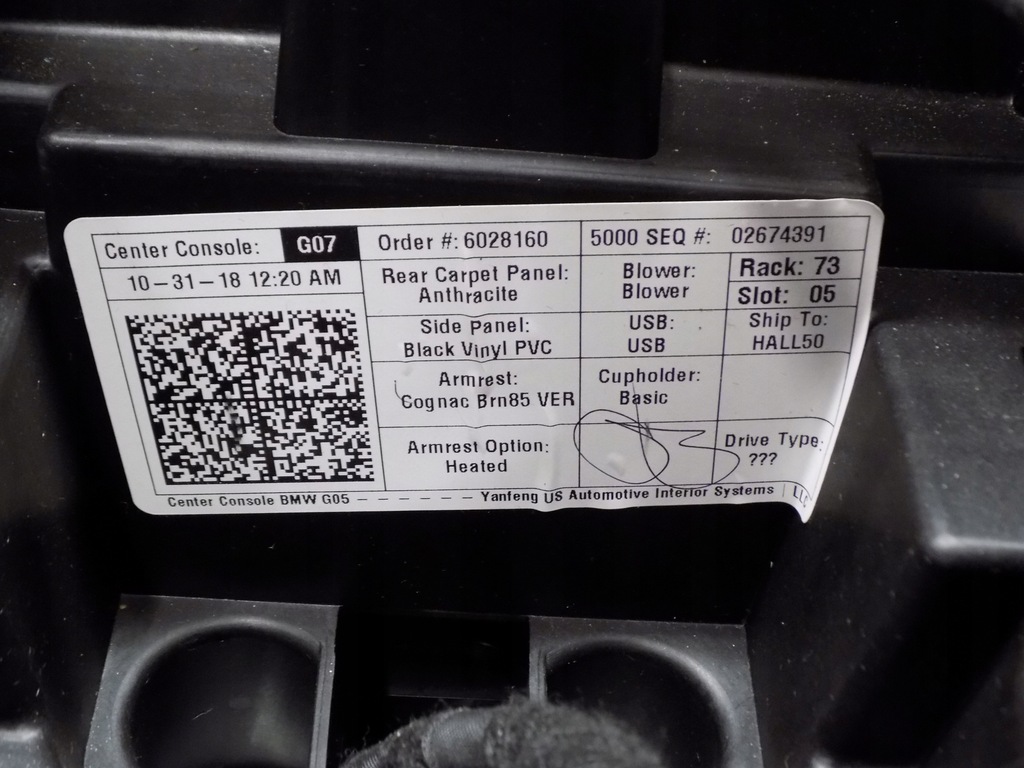 Center Console: G07
10-31-18 12:20 AM
Order #: 6028160
5000 SEQ #: 02674391
Rear Carpet Panel:
Anthracite
Blower:
Blower
Rack: 73
Slot: 05
Side Panel:
Black Vinyl PVC
USB:
USB
Ship To:
HALL50
Armrest:
Cognac Brn85 VER
Cupholder:
Basic
Armrest Option:
Heated
Drive Type:
???
Center Console BMW G05 - - - - - - - Yanfeng US Automotive Interior Systems | LLC